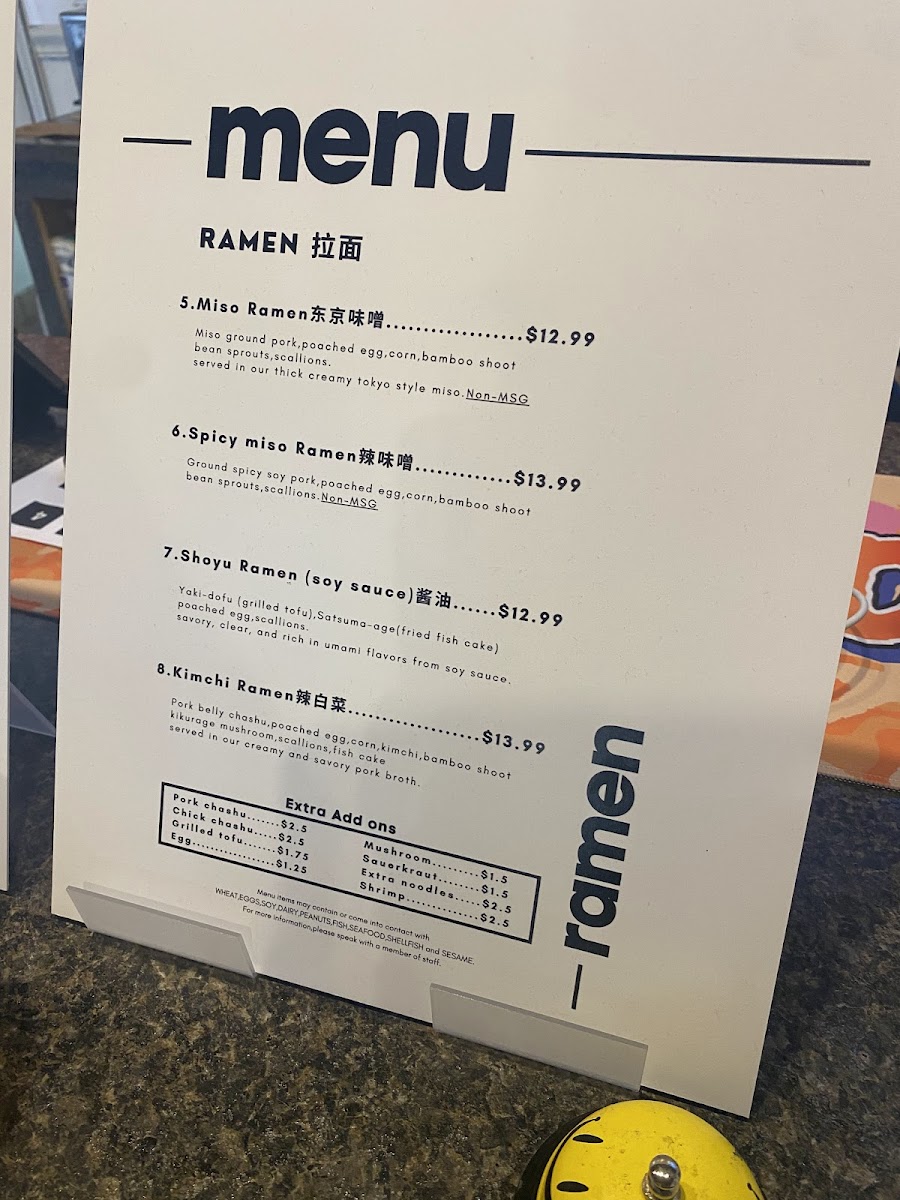 menu
RAMEN 拉面
5.Miso Ramen东京味噌...................$12.99
Miso ground pork,poached egg,corn,bamboo shoot
bean sprouts,scallions.
served in our thick creamy tokyo style miso.Non-MSG
6.Spicy miso Ramen辣味噌.............$13.99
Ground spicy soy pork,poached egg,corn,bamboo shoot
bean sprouts,scallions.Non-MSG
7.Shoyu Ramen (soy sauce)酱油......$12.99
Yaki-dofu (grilled tofu),Satsuma-age(fried fish cake)
poached egg,scallions.
savory, clear, and rich in umami flavors from soy sauce.
8.Kimchi Ramen辣白菜..................$13.99
Pork belly chashu,poached egg,corn,kimchi,bamboo shoot
kikurage mushroom,scallions,fish cake
served in our creamy and savory pork broth.
Extra Add ons
Pork chashu.......$2.5
Chick chashu.....$2.5
Grilled tofu.......$1.75
Egg.................$1.25
Mushroom.........$1.5
Sauerkraut........$1.5
Extra noodles.....$2.5
Shrimp.............$2.5
Menu items may contain or come into contact with
WHEAT,EGGS,SOY,DAIRY,PEANUTS,FISH,SEAFOOD,SHELLFISH and SESAME.
For more information,please speak with a member of staff.
ramen